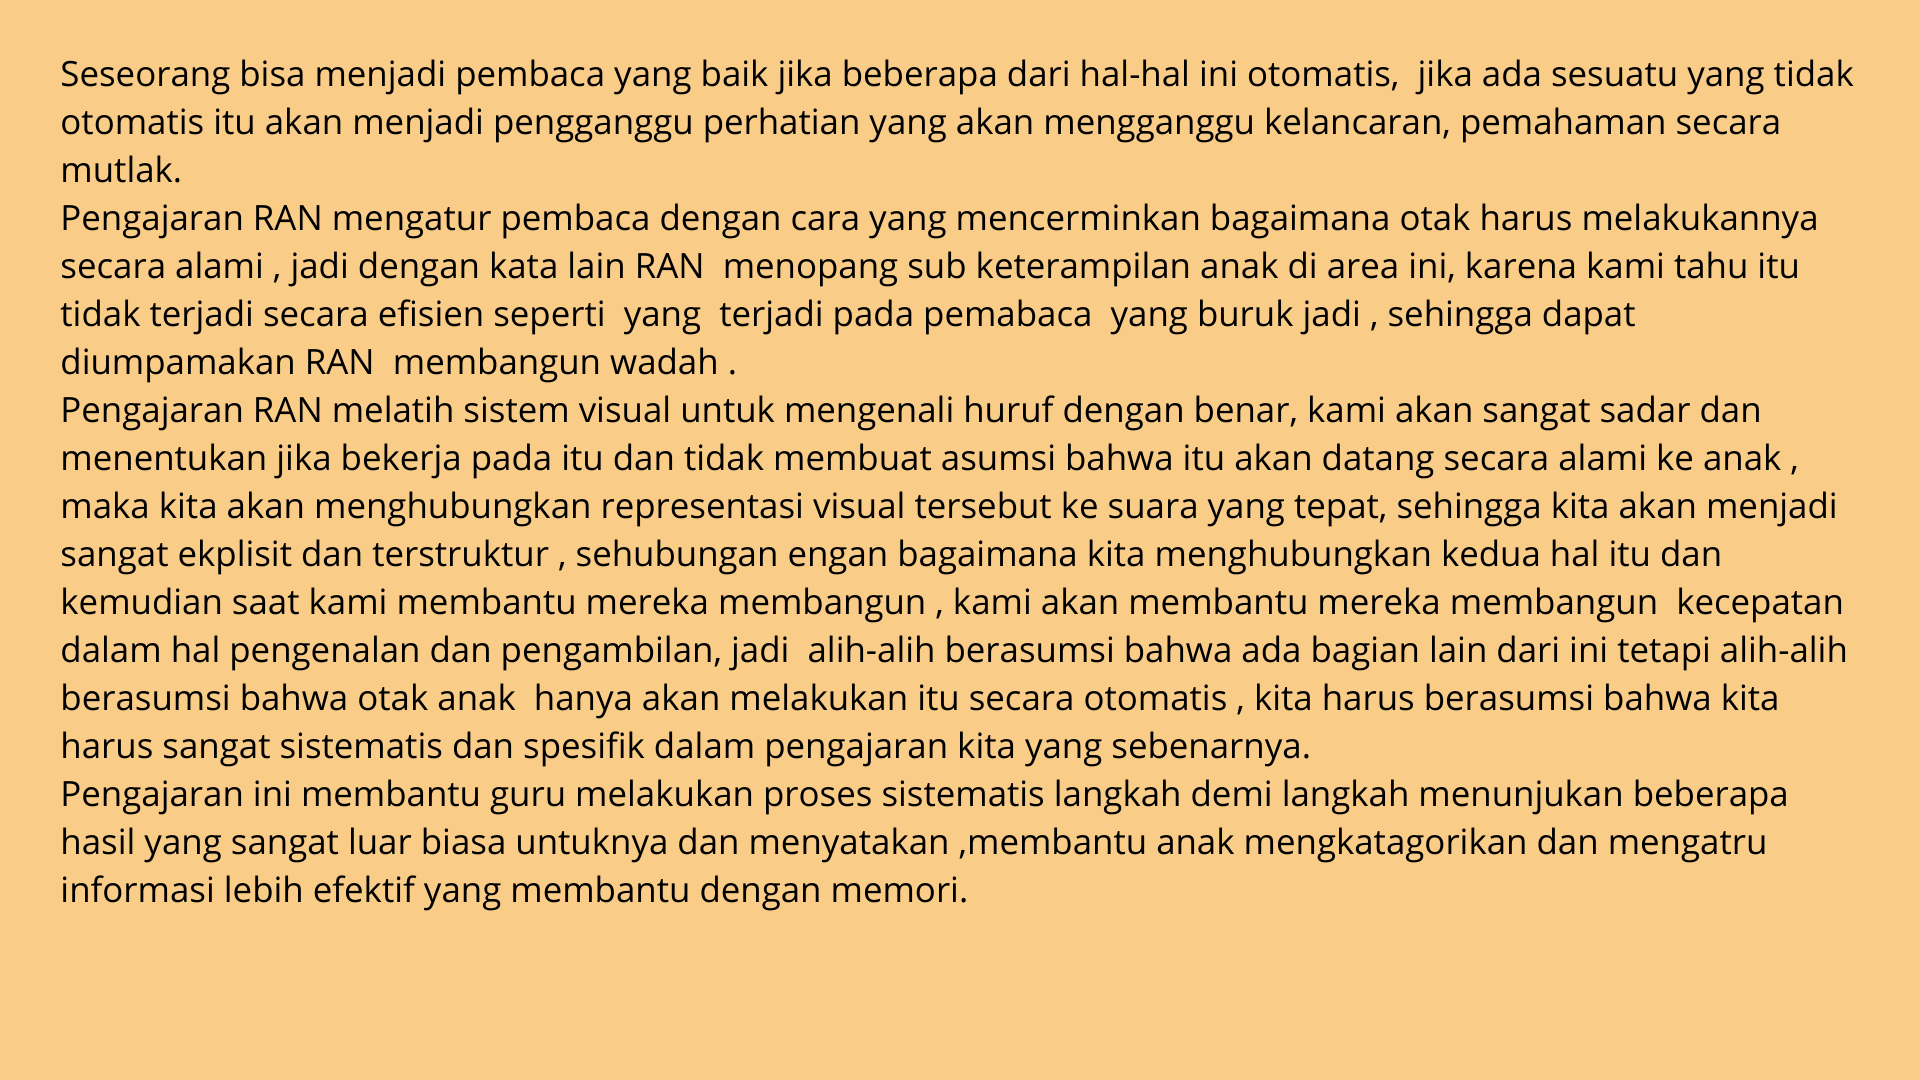 Seseorang bisa menjadi pembaca yang baik jika beberapa dari hal-hal ini otomatis,  jika ada sesuatu yang tidak
otomatis itu akan menjadi pengganggu perhatian yang akan mengganggu kelancaran, pemahaman secara
mutlak.
Pengajaran RAN mengatur pembaca dengan cara yang mencerminkan bagaimana otak harus melakukannya
secara alami , jadi dengan kata lain RAN  menopang sub keterampilan anak di area ini, karena kami tahu itu
tidak terjadi secara efisien seperti  yang  terjadi pada pemabaca  yang buruk jadi , sehingga dapat
diumpamakan RAN  membangun wadah .
Pengajaran RAN melatih sistem visual untuk mengenali huruf dengan benar, kami akan sangat sadar dan
menentukan jika bekerja pada itu dan tidak membuat asumsi bahwa itu akan datang secara alami ke anak ,
maka kita akan menghubungkan representasi visual tersebut ke suara yang tepat, sehingga kita akan menjadi
sangat ekplisit dan terstruktur , sehubungan engan bagaimana kita menghubungkan kedua hal itu dan
kemudian saat kami membantu mereka membangun , kami akan membantu mereka membangun  kecepatan
dalam hal pengenalan dan pengambilan, jadi  alih-alih berasumsi bahwa ada bagian lain dari ini tetapi alih-alih
berasumsi bahwa otak anak  hanya akan melakukan itu secara otomatis , kita harus berasumsi bahwa kita
harus sangat sistematis dan spesifik dalam pengajaran kita yang sebenarnya.
Pengajaran ini membantu guru melakukan proses sistematis langkah demi langkah menunjukan beberapa
hasil yang sangat luar biasa untuknya dan menyatakan ,membantu anak mengkatagorikan dan mengatru
informasi lebih efektif yang membantu dengan memori.